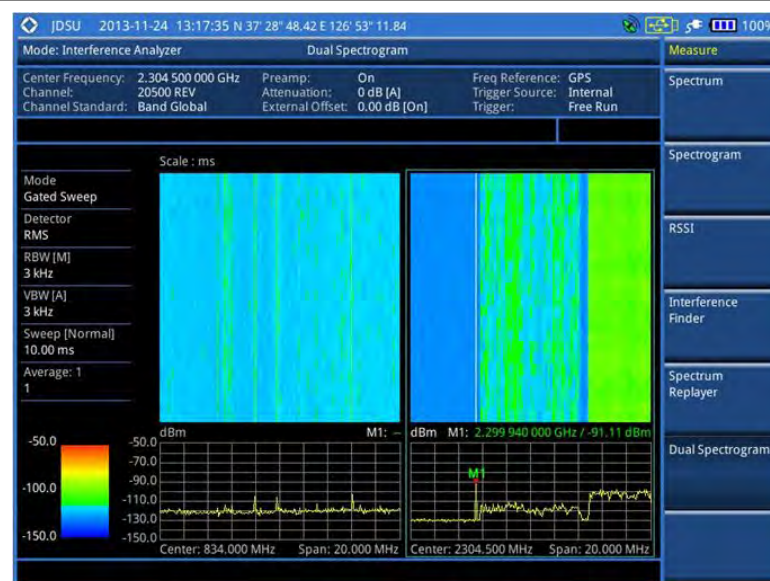 JDSU 2013-11-24 13:17:35 N 37' 28" 48.42 E 126' 53" 11.84 100%
Mode: Interference Analyzer Dual Spectrogram Measure
Center Frequency: 2.304 500 000 GHz Preamp: On Freq Reference: GPS
Channel: 20500 REV Attenuation: 0 dB [A] Trigger Source: Internal
Channel Standard: Band Global External Offset: 0.00 dB [On] Trigger: Free Run
Spectrum
Spectrogram
RSSI
Interference
Finder
Spectrum
Replayer
Dual Spectrogram
Scale : ms
Mode
Gated Sweep
Detector
RMS
RBW [M]
3 kHz
VBW [A]
3 kHz
Sweep [Normal]
10.00 ms
Average: 1
1
-50.0
-100.0
-150.0
dBm M1: --
-50.0
-70.0
-90.0
-110.0
-130.0
-150.0
Center: 834.000 MHz Span: 20.000 MHz
dBm M1: 2.299 940 000 GHz / -91.11 dBm
M1
Center: 2304.500 MHz Span: 20.000 MHz